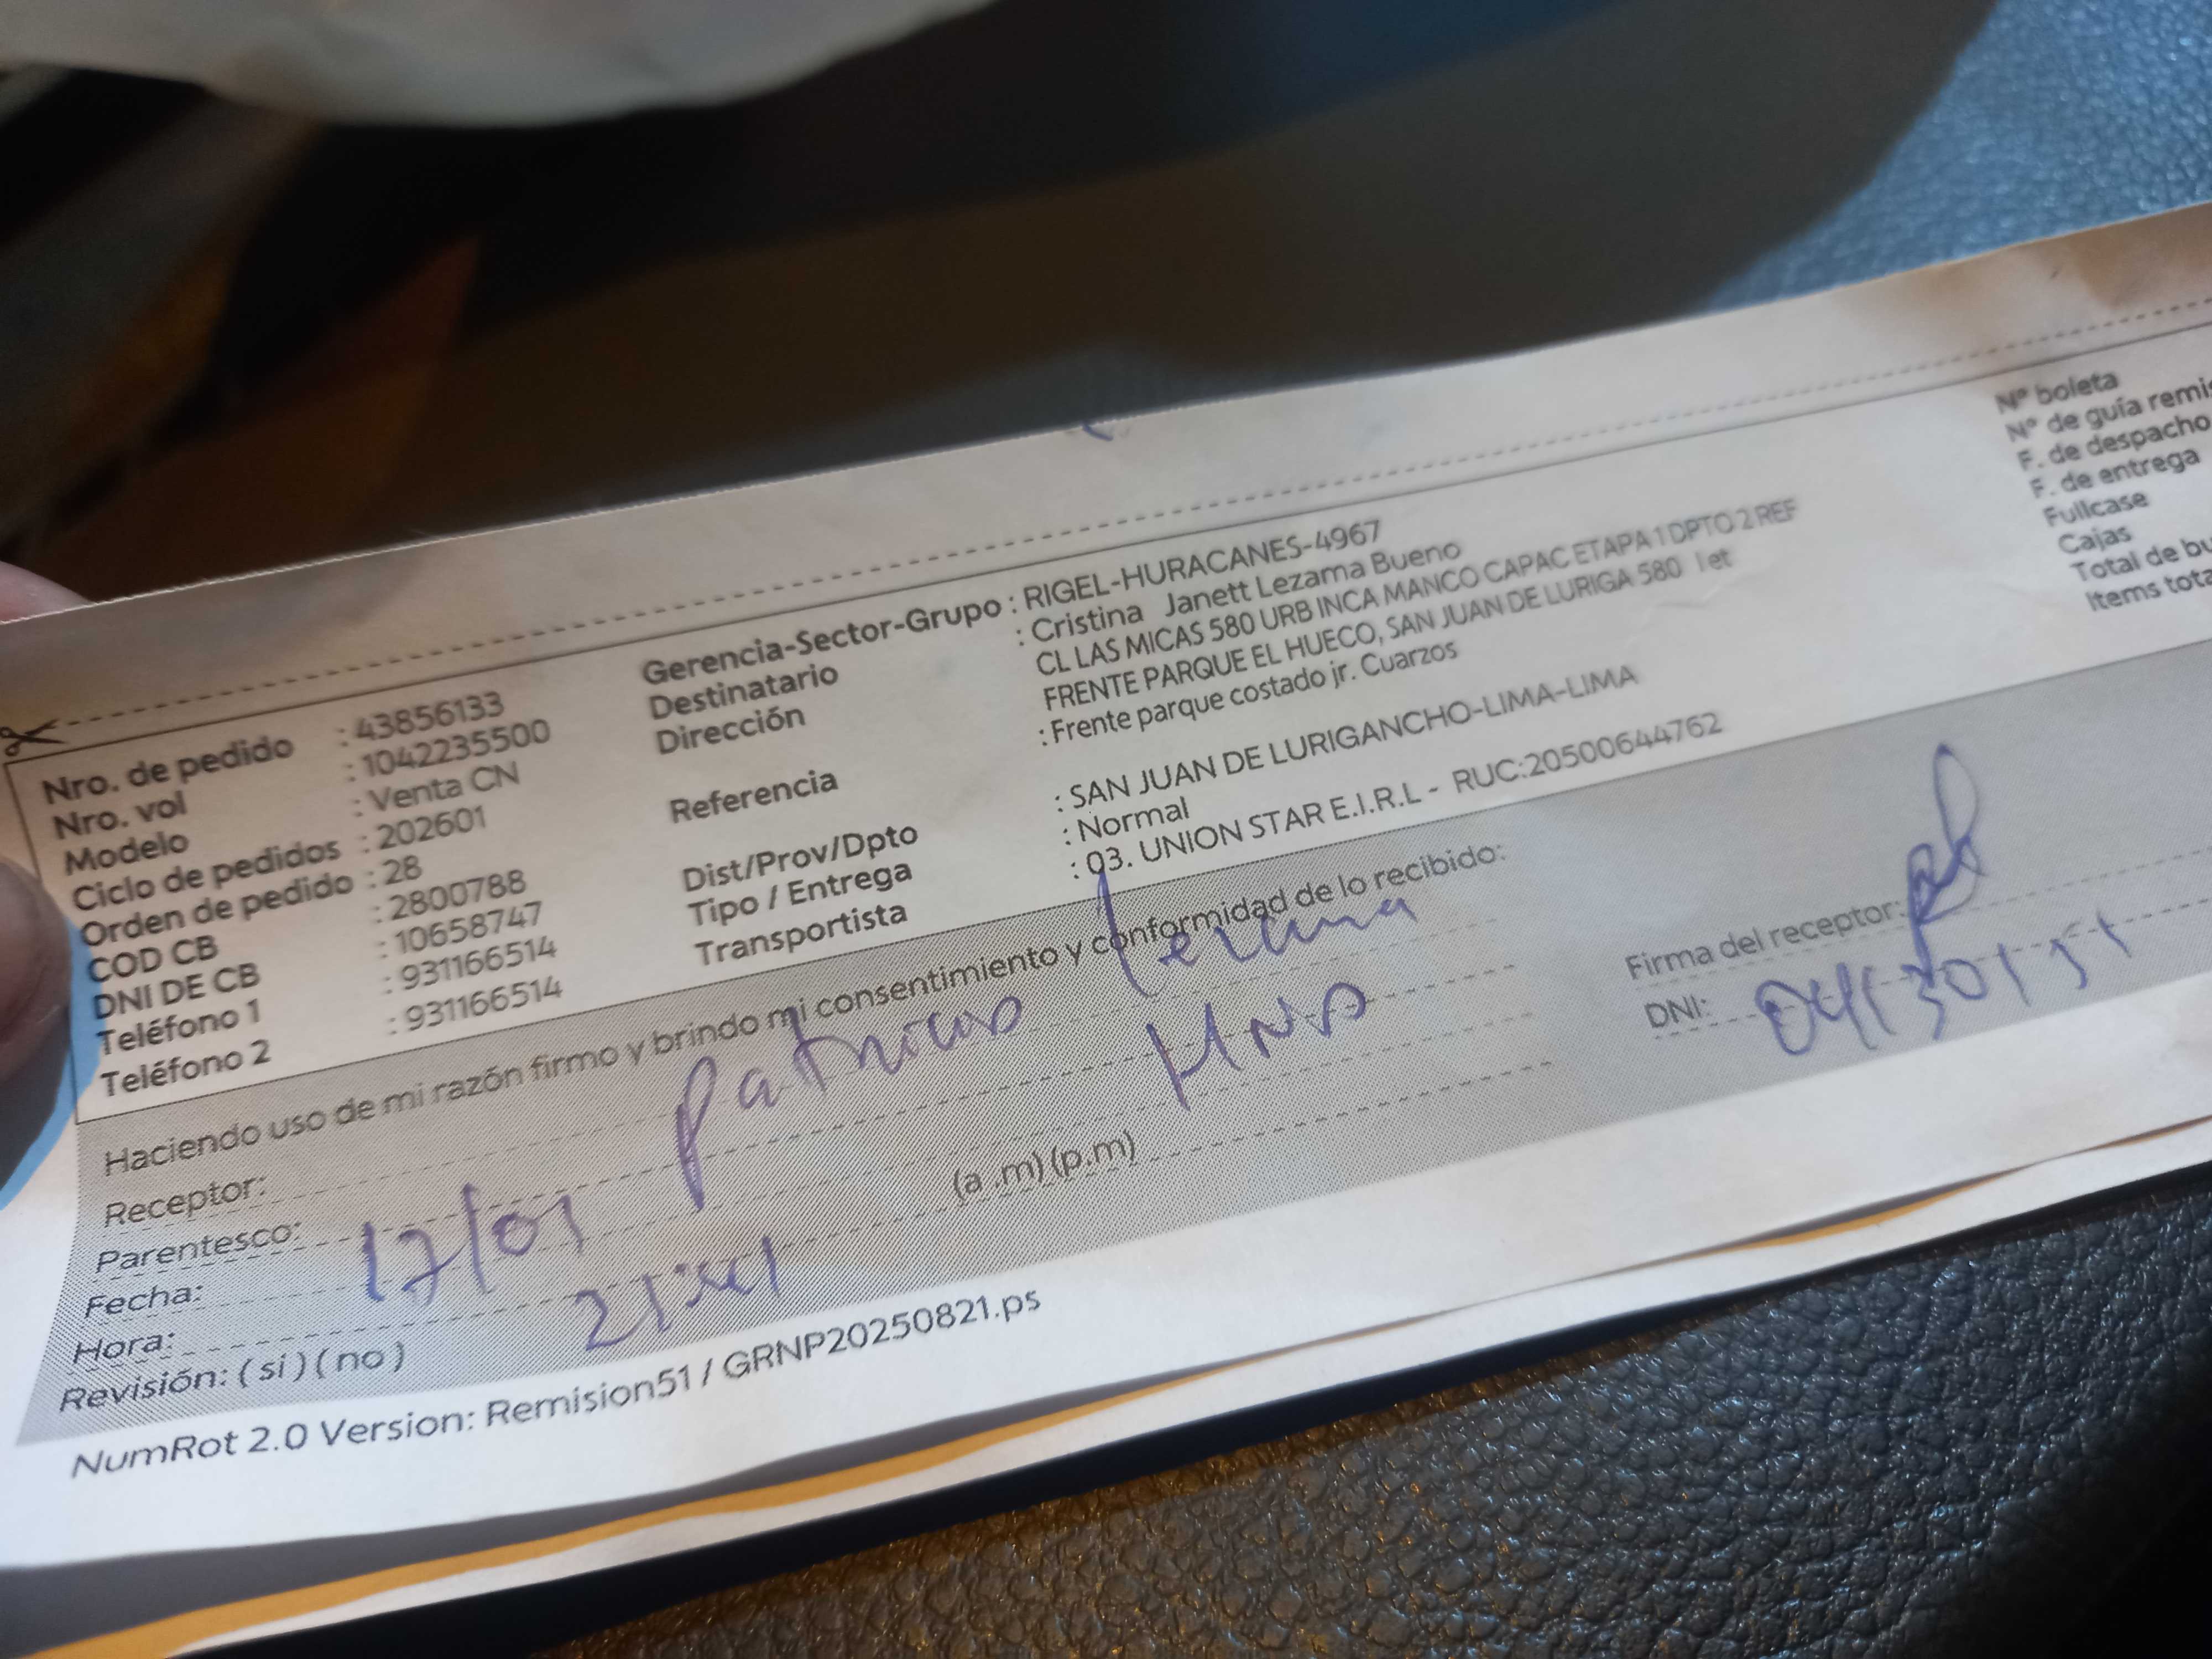 Nro. de pedido : 43856133
Nro. vol : 1042235500
Modelo : Venta CN
Ciclo de pedidos : 202601
Orden de pedido : 28
COD CB : 2800788
DNI DE CB : 10658747
Teléfono 1 : 931166514
Teléfono 2 : 931166514
Gerencia-Sector-Grupo : RIGEL-HURACANES-4967
Destinatario : Cristina Janett Lezama Bueno
Dirección CL LAS MICAS 580 URB INCA MANCO CAPAC ETAPA 1 DPTO 2 REF
FRENTE PARQUE EL HUECO, SAN JUAN DE LURIGA 580 1 et
Referencia : Frente parque costado jr. Cuarzos
Dist/Prov/Dpto : SAN JUAN DE LURIGANCHO-LIMA-LIMA
Tipo / Entrega : Normal
Transportista : 03. UNION STAR E.I.R.L - RUC:20500644762
Nº boleta
Nº de guía remis
F. de despacho
F. de entrega
Fullcase
Cajas
Total de bu
Items tota
Haciendo uso de mi razón firmo y brindo mi consentimiento y conformidad de lo recibido:
Receptor: Lezama
Parentesco:
Fecha: 17/01
Hora: (a .m) (p.m)
Revisión: ( si ) ( no )
Firma del receptor:
DNI:
NumRot 2.0 Version: Remision51 / GRNP20250821.ps